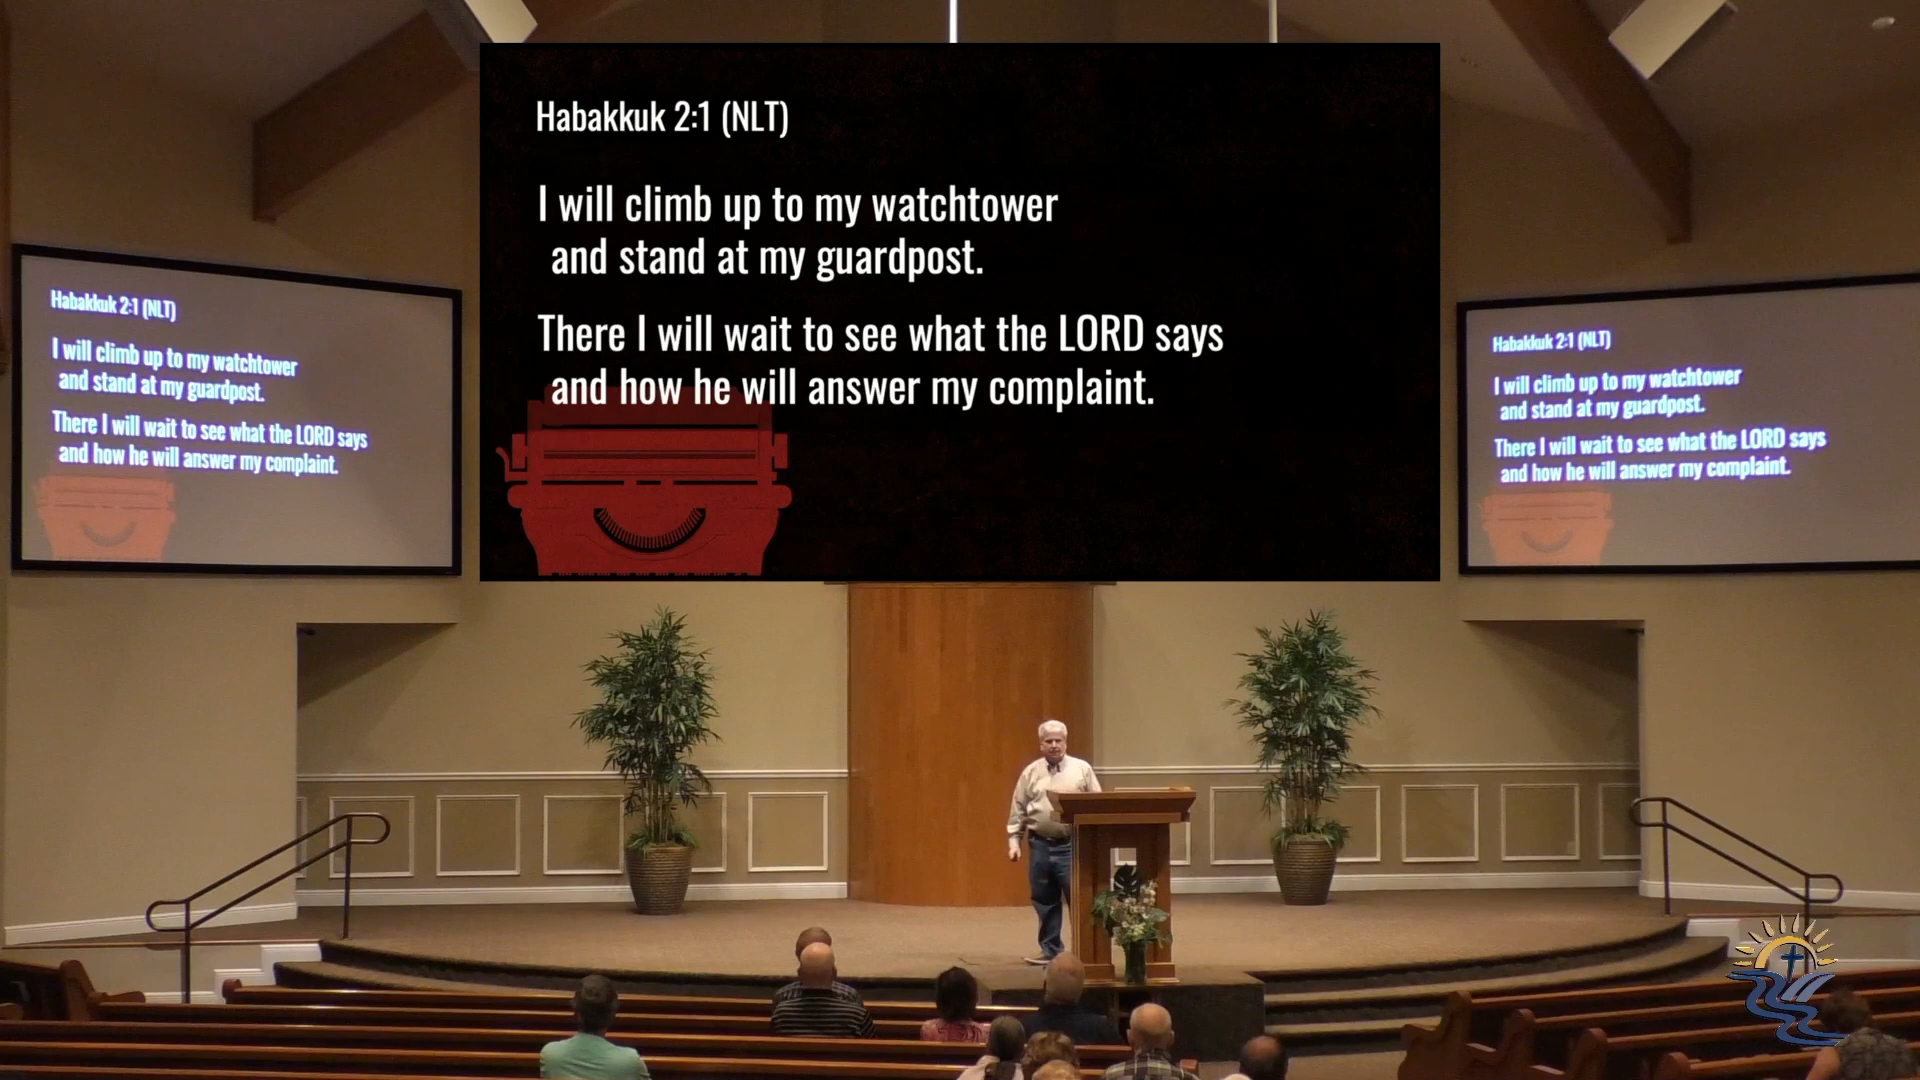 Habakkuk 2:1 (NLT)
I will climb up to my watchtower
and stand at my guardpost.
There I will wait to see what the LORD says
and how he will answer my complaint.
Habakkuk 2:1 (NLT)
I will climb up to my watchtower
and stand at my guardpost.
There I will wait to see what the LORD says
and how he will answer my complaint.
Habakkuk 2:1 (NLT)
I will climb up to my watchtower
and stand at my guardpost.
There I will wait to see what the LORD says
and how he will answer my complaint.